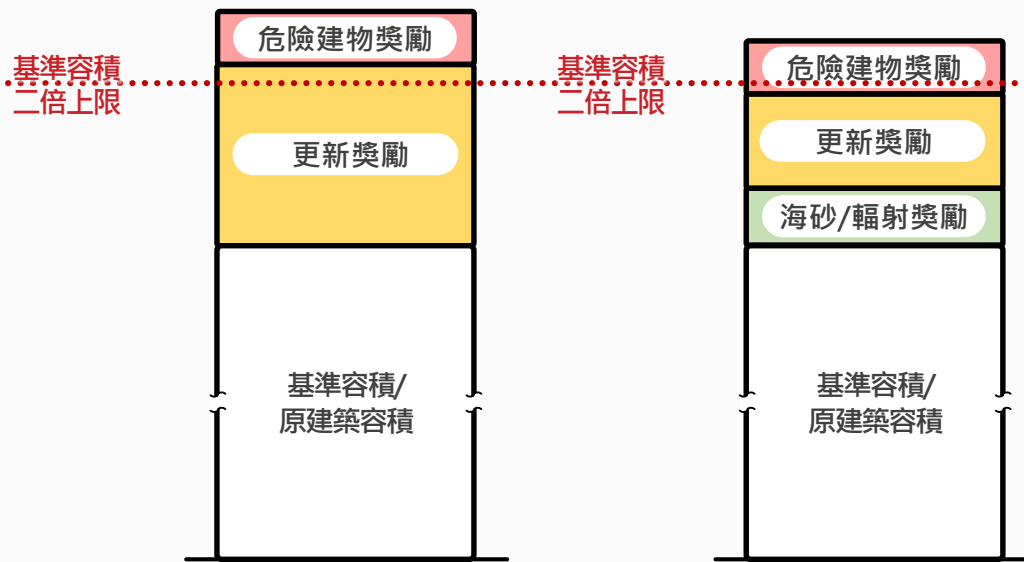 危險建物獎勵
基準容積
二倍上限
更新獎勵
基準容積/
原建築容積
基準容積
二倍上限
危險建物獎勵
更新獎勵
海砂/輻射獎勵
基準容積/
原建築容積